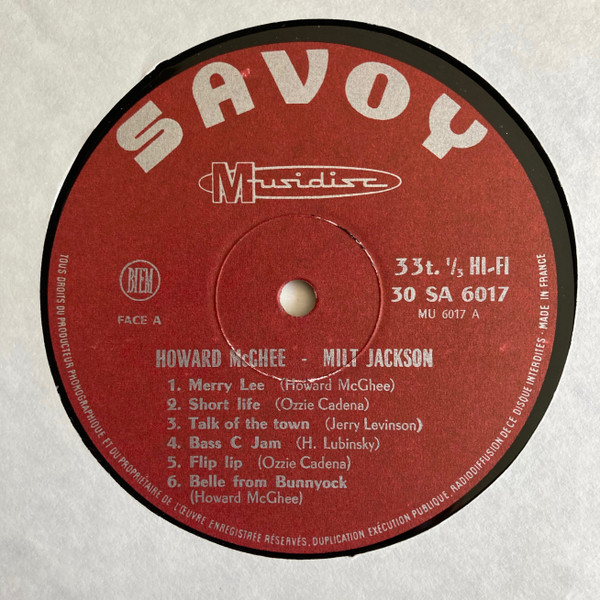 SAVOY
Musidisc
33t. 1/3 HI-FI
30 SA 6017
MU 6017 A
BIEM
FACE A
HOWARD McGHEE - MILT JACKSON
1. Merry Lee (Howard McGhee)
2. Short life (Ozzie Cadena)
3. Talk of the town (Jerry Levinson)
4. Bass C Jam (H. Lubinsky)
5. Flip lip (Ozzie Cadena)
6. Belle from Bunnyock
(Howard McGhee)
TOUS DROITS DU PRODUCTEUR PHONOGRAPHIQUE ET DU PROPRIÉTAIRE DE L'ŒUVRE ENREGISTRÉE RÉSERVÉS, DUPLICATION EXÉCUTION PUBLIQUE, RADIODIFFUSION DE CE DISQUE INTERDITES · MADE IN FRANCE